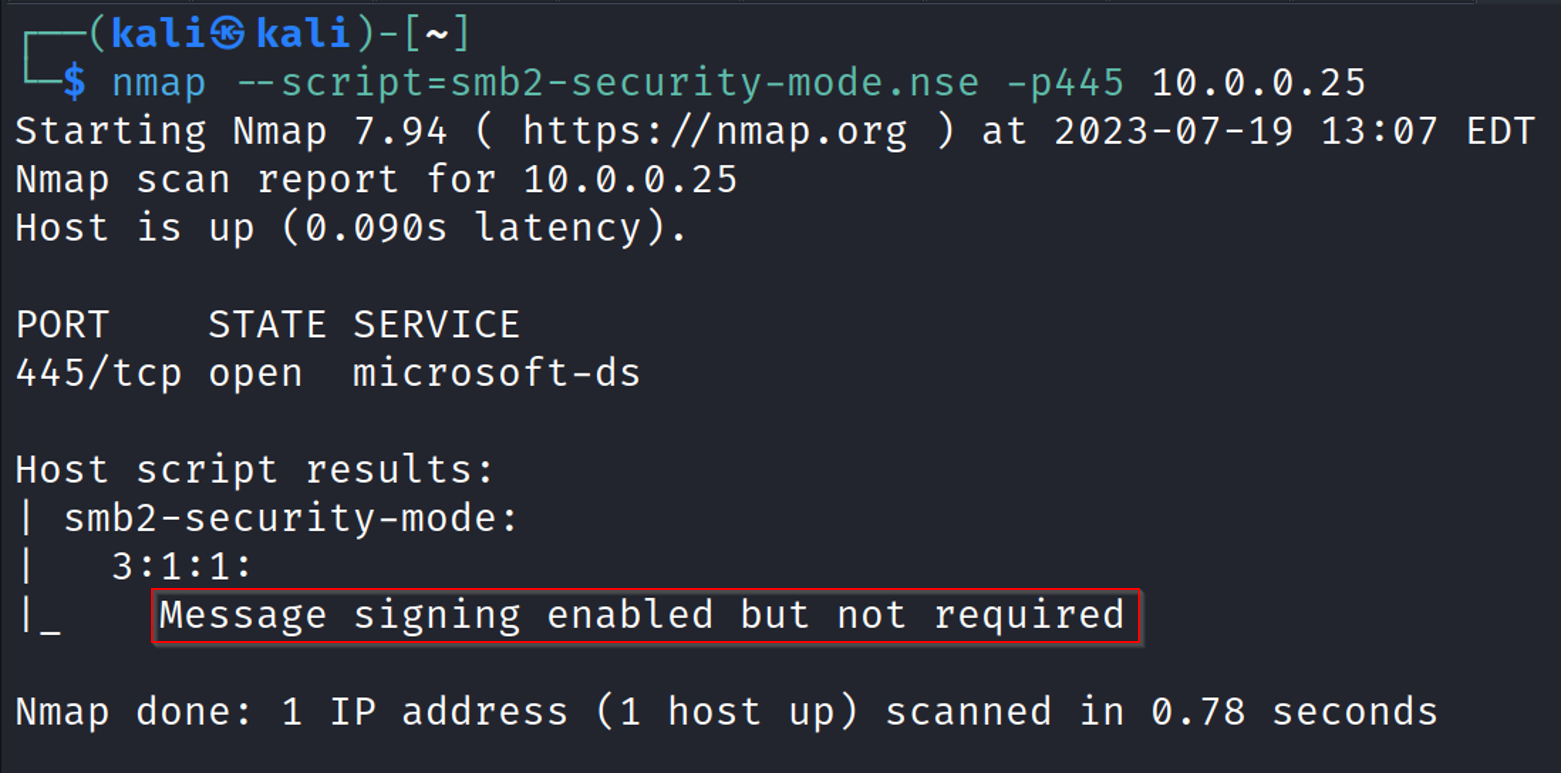 ┌──(kali㉿kali)-[~]
└─$ nmap --script=smb2-security-mode.nse -p445 10.0.0.25
Starting Nmap 7.94 ( https://nmap.org ) at 2023-07-19 13:07 EDT
Nmap scan report for 10.0.0.25
Host is up (0.090s latency).
PORT    STATE SERVICE
445/tcp open  microsoft-ds
Host script results:
| smb2-security-mode:
|   3:1:1:
|_    Message signing enabled but not required
Nmap done: 1 IP address (1 host up) scanned in 0.78 seconds